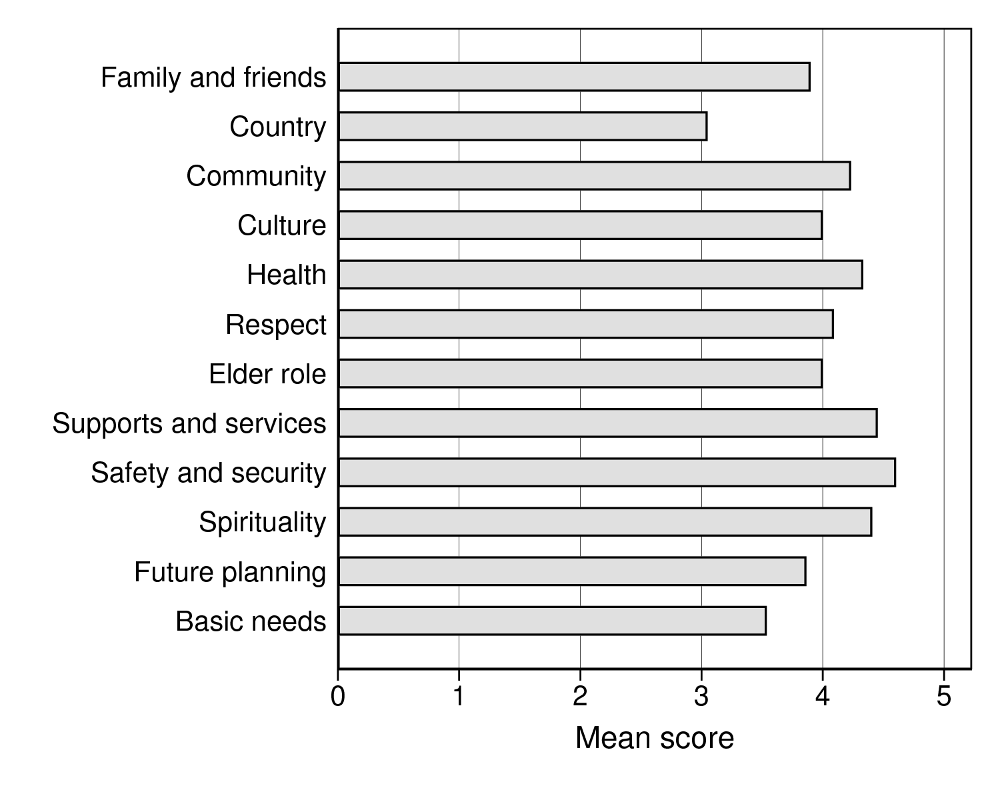 Family and friends
Country
Community
Culture
Health
Respect
Elder role
Supports and services
Safety and security
Spirituality
Future planning
Basic needs
0 1 2 3 4 5
Mean score